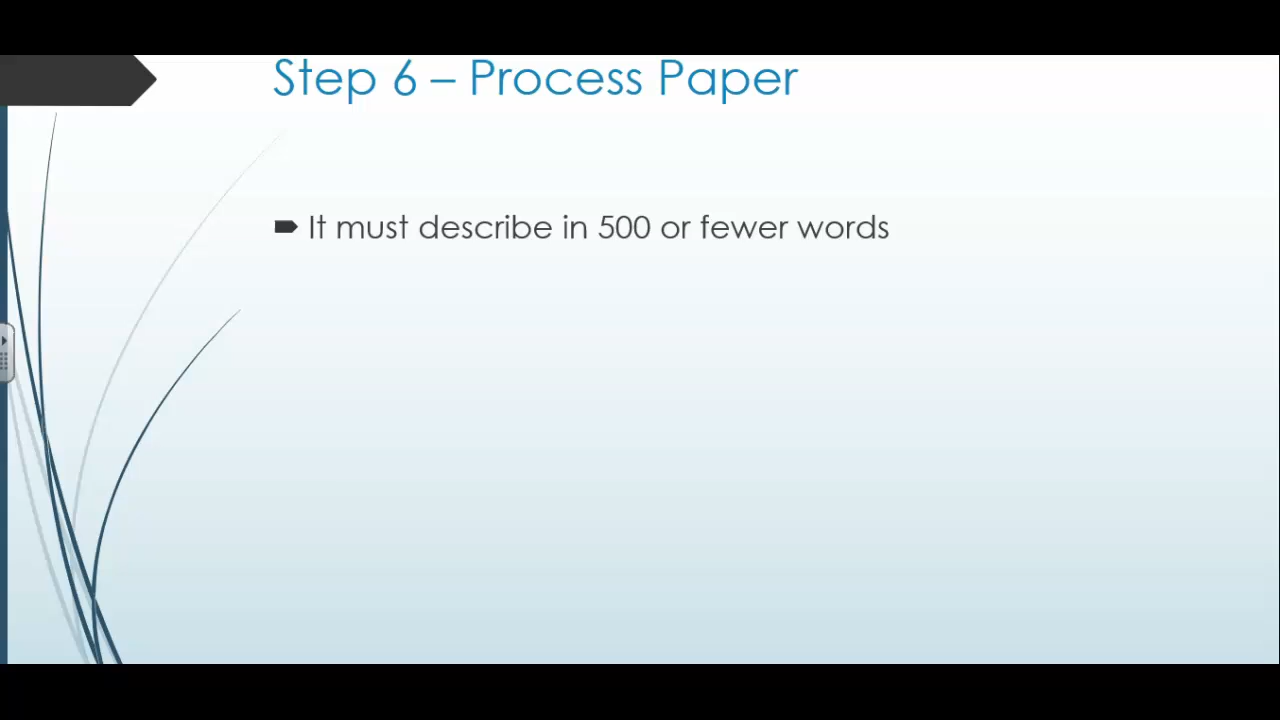 Step 6 – Process Paper
It must describe in 500 or fewer words